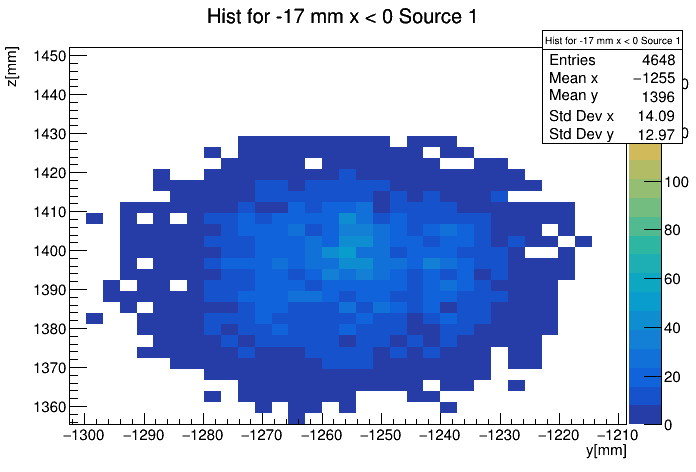 Hist for -17 mm x < 0 Source 1
Hist for -17 mm x < 0 Source 1
Entries 4648
Mean x −1255
Mean y 1396
Std Dev x 14.09
Std Dev y 12.97
z[mm]
1450
1440
1430
1420
1410
1400
1390
1380
1370
1360
−1300 −1290 −1280 −1270 −1260 −1250 −1240 −1230 −1220 −1210
y[mm]
100
80
60
40
20
0